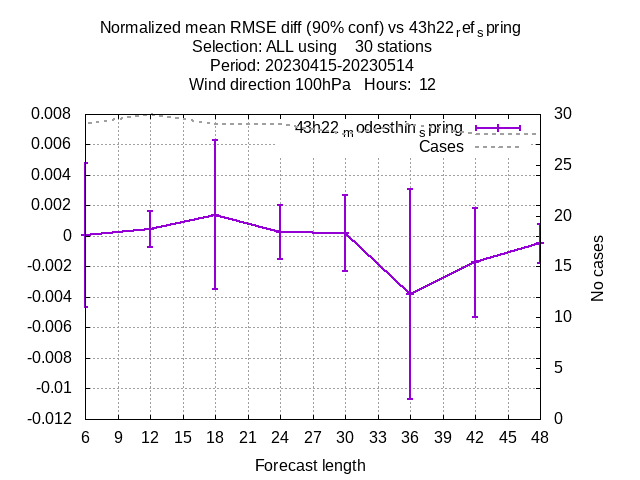 Normalized mean RMSE diff (90% conf) vs 43h22refspring
Selection: ALL using 30 stations
Period: 20230415-20230514
Wind direction 100hPa Hours: 12
0.008
0.006
0.004
0.002
0
-0.002
-0.004
-0.006
-0.008
-0.01
-0.012
43h22modesthinspring
Cases
30
25
20
15
10
5
0
No cases
6 9 12 15 18 21 24 27 30 33 36 39 42 45 48
Forecast length